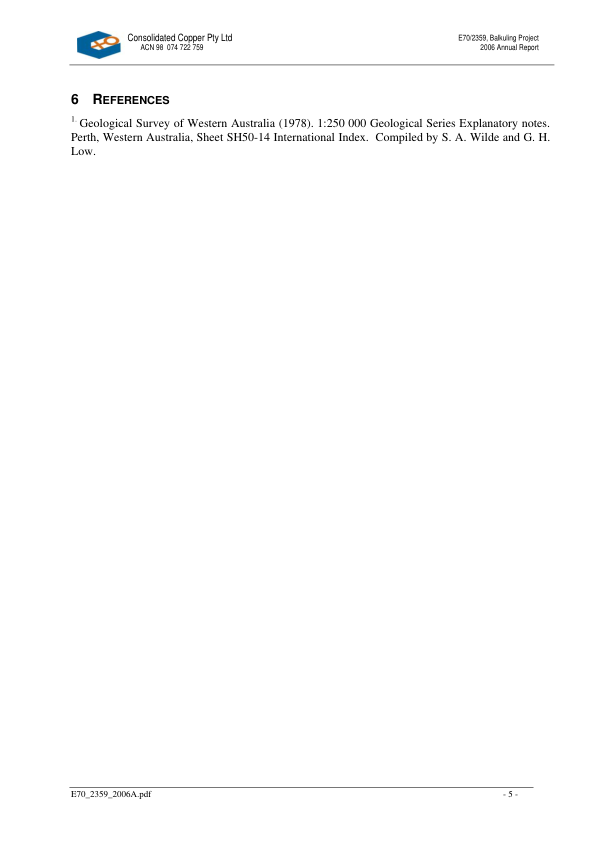 Consolidated Copper Pty Ltd
ACN 98 074 722 759
E70/2359, Balkuling Project
2006 Annual Report
6 REFERENCES
1. Geological Survey of Western Australia (1978). 1:250 000 Geological Series Explanatory notes.
Perth, Western Australia, Sheet SH50-14 International Index. Compiled by S. A. Wilde and G. H.
Low.
E70_2359_2006A.pdf
- 5 -